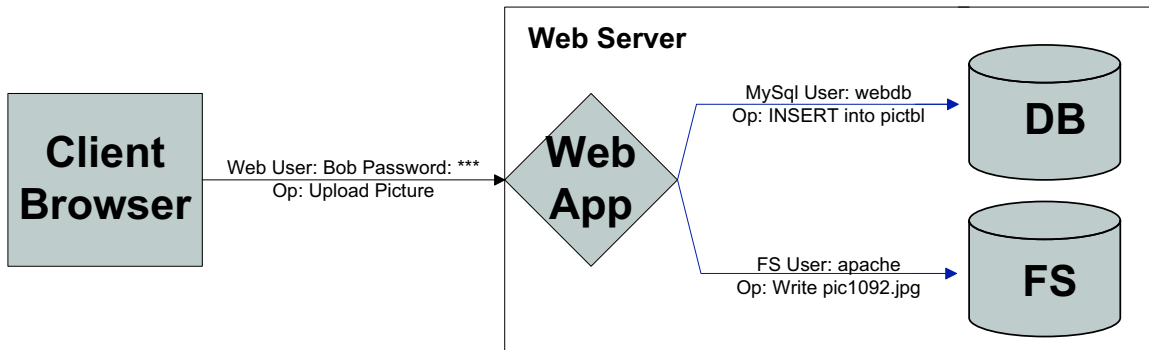 Web Server
Client
Browser
Web User: Bob Password: ***
Op: Upload Picture
Web
App
MySql User: webdb
Op: INSERT into pictbl
DB
FS User: apache
Op: Write pic1092.jpg
FS